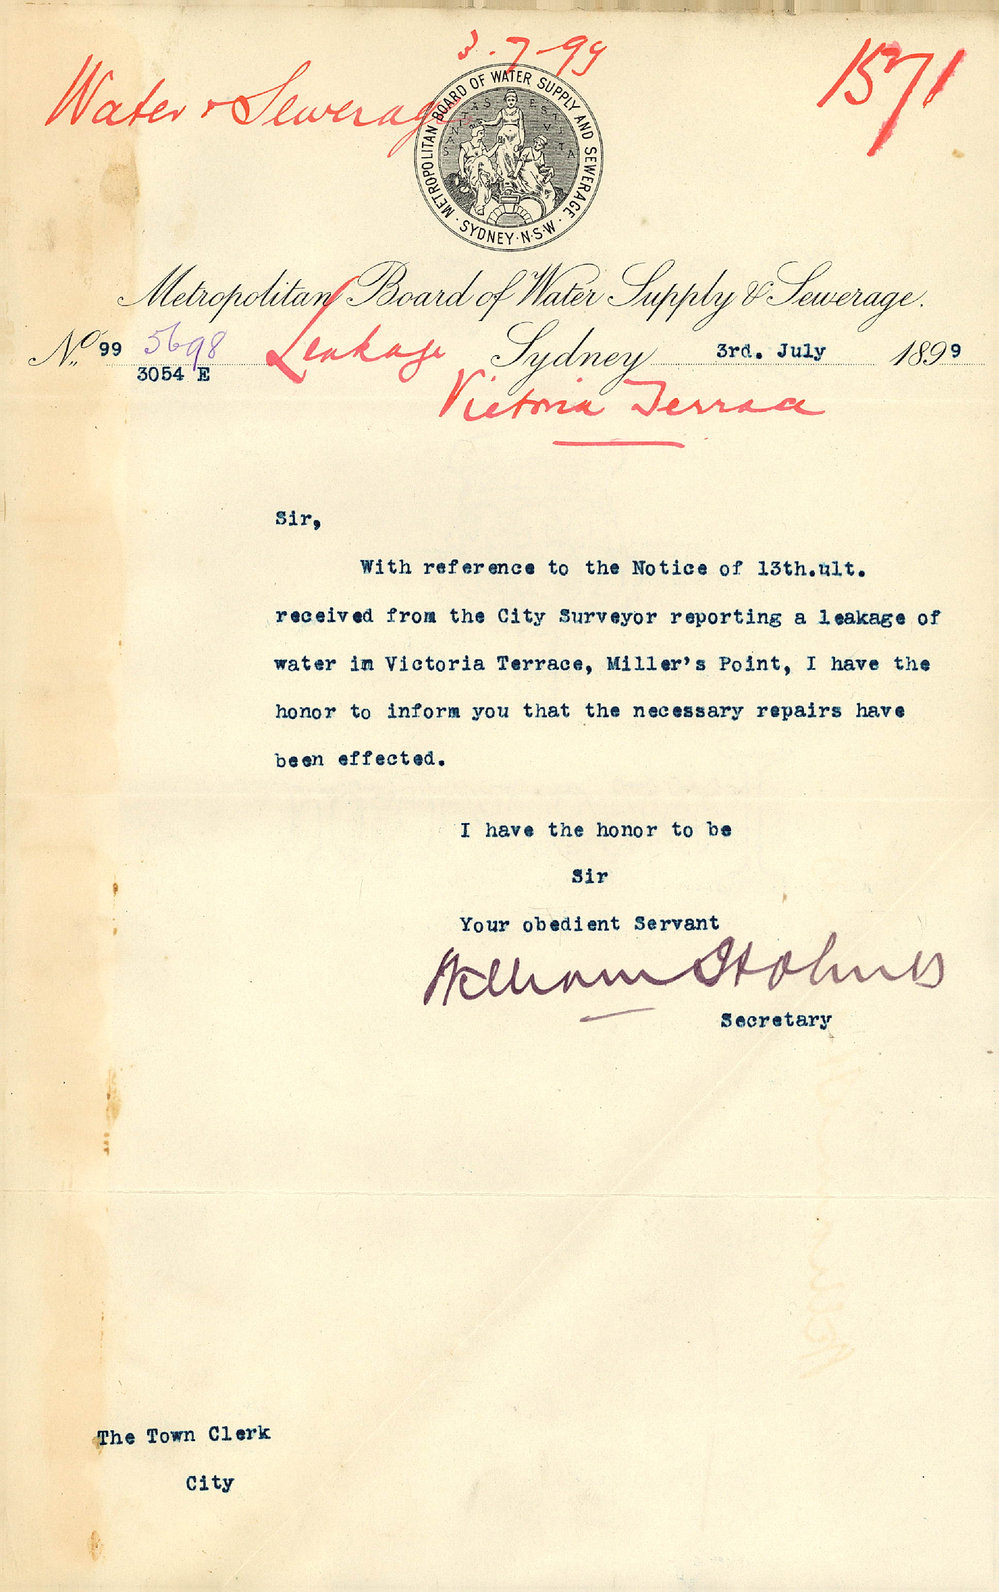 3.7.99
1571
Water & Sewerage
METROPOLITAN BOARD OF WATER SUPPLY AND SEWERAGE
SYDNEY · N·S·W ·
Metropolitan Board of Water Supply & Sewerage.
No. 99 5698 Sydney 3rd. July 1899
3054 E
Leakage
Victoria Terrace
Sir,
With reference to the Notice of 13th.ult.
received from the City Surveyor reporting a leakage of
water in Victoria Terrace, Miller's Point, I have the
honor to inform you that the necessary repairs have
been effected.
I have the honor to be
Sir
Your obedient Servant
William Holmes
Secretary
The Town Clerk
City